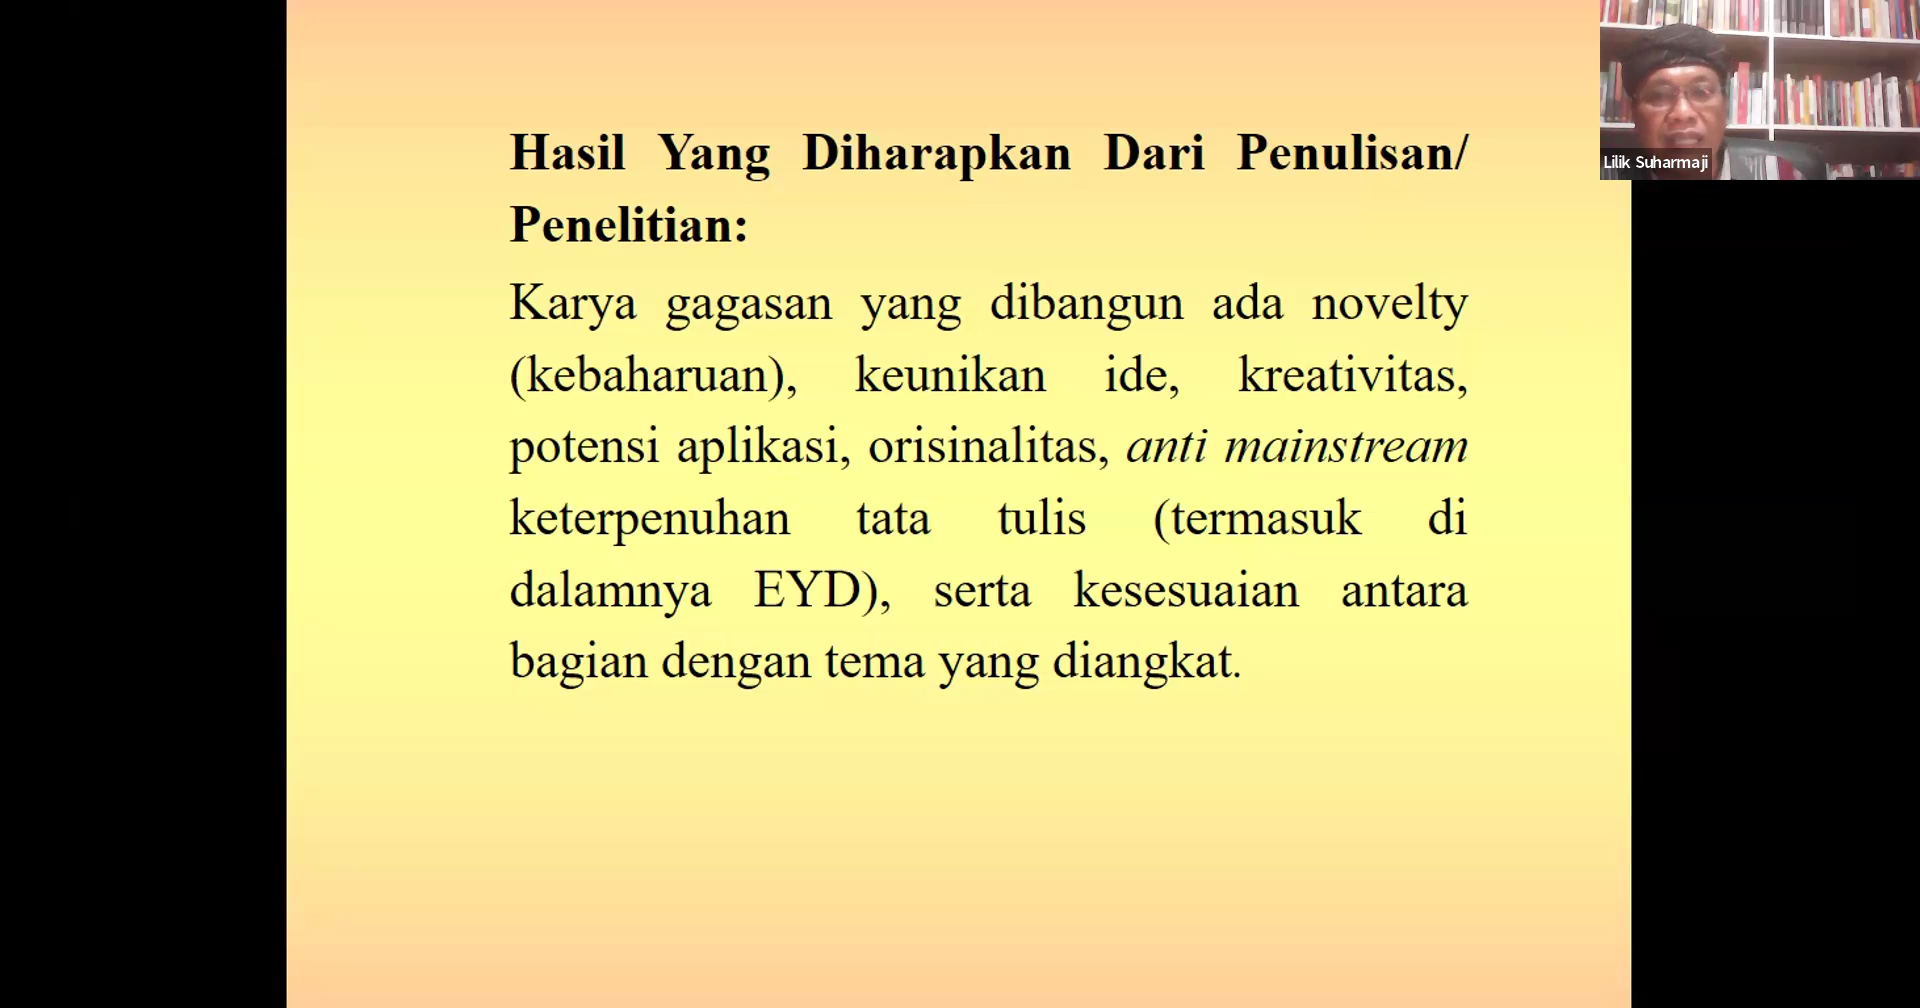 Hasil Yang Diharapkan Dari Penulisan/
Penelitian:
Karya gagasan yang dibangun ada novelty
(kebaharuan), keunikan ide, kreativitas,
potensi aplikasi, orisinalitas, anti mainstream
keterpenuhan tata tulis (termasuk di
dalamnya EYD), serta kesesuaian antara
bagian dengan tema yang diangkat.
Lilik Suharmaji